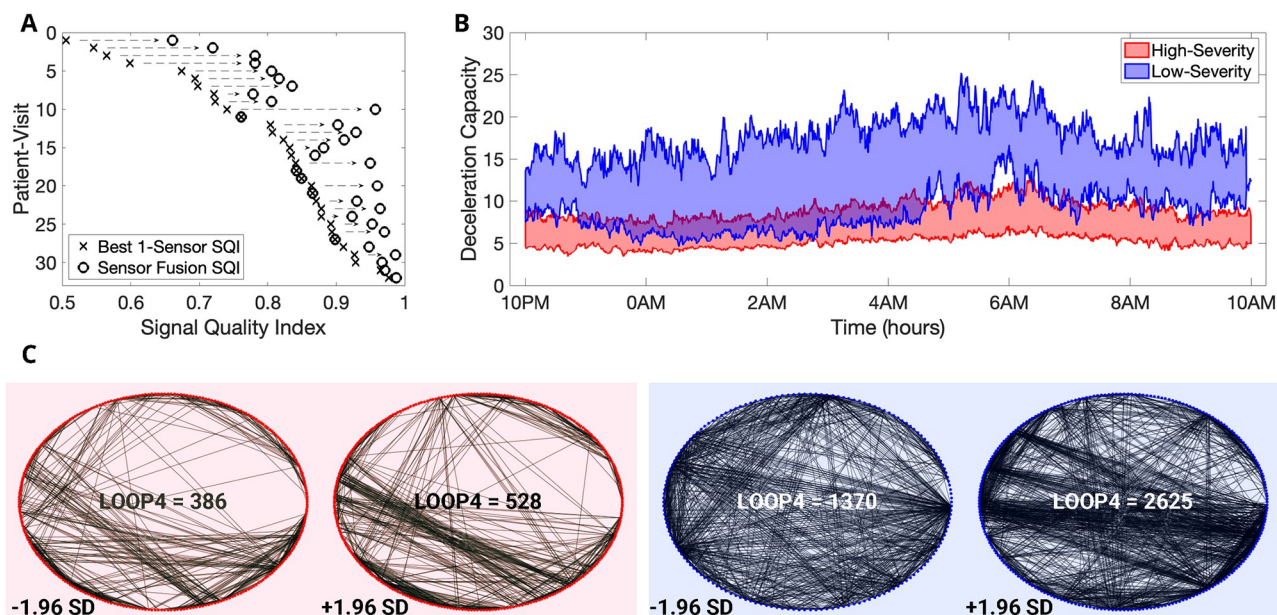 A
0
5
10
15
20
25
30
Patient-Visit
× Best 1-Sensor SQI
o Sensor Fusion SQI
0.5 0.6 0.7 0.8 0.9 1
Signal Quality Index
B
30
25
20
15
10
5
0
Deceleration Capacity
High-Severity
Low-Severity
10PM 0AM 2AM 4AM 6AM 8AM 10AM
Time (hours)
C
LOOP4 = 386
LOOP4 = 528
LOOP4 = 1370
LOOP4 = 2625
-1.96 SD
+1.96 SD
-1.96 SD
+1.96 SD